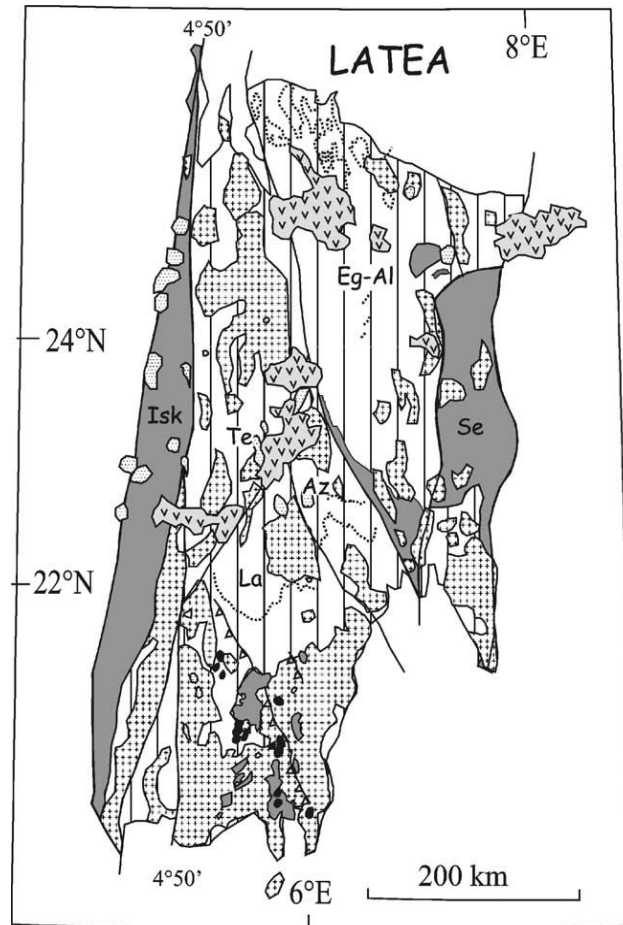 4°50'
LATEA
8°E
Eg-Al
24°N
Isk
Te
Se
Az
La
22°N
4°50'
6°E
200 km